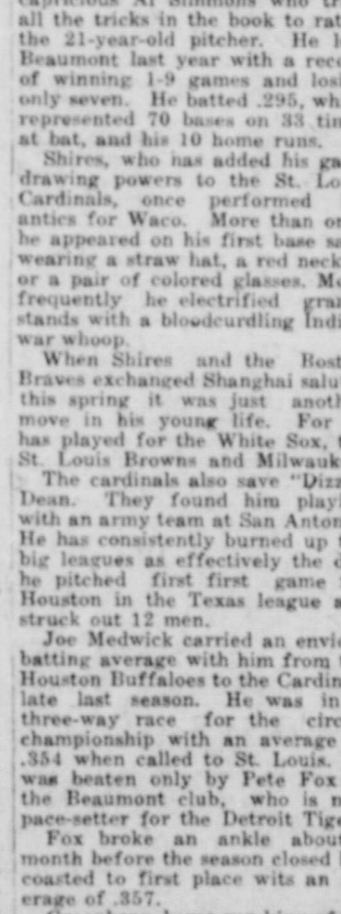 capricious Al Simmons who tri
all the tricks in the book to rat
the 21-year-old pitcher. He l
Beaumont last year with a reco
of winning 1-9 games and losi
only seven. He batted .295, wh
represented 70 bases on 33 tim
at bat, and his 10 home runs.
Shires, who has added his ga
drawing powers to the St. Lo
Cardinals, once performed
antics for Waco. More than on
he appeared on his first base sa
wearing a straw hat, a red neck
or a pair of colored glasses. Mo
frequently he electrified gran
stands with a bloodcurdling Indi
war whoop.
When Shires and the Bost
Braves exchanged Shanghai salut
this spring it was just anoth
move in his young life. For
has played for the White Sox, t
St. Louis Browns and Milwauk
The cardinals also save "Dizz
Dean. They found him playi
with an army team at San Anton
He has consistently burned up t
big leagues as effectively the d
he pitched first first game
Houston in the Texas league a
struck out 12 men.
Joe Medwick carried an envia
batting average with him from t
Houston Buffaloes to the Cardin
late last season. He was in
three-way race for the circ
championship with an average
.354 when called to St. Louis.
was beaten only by Pete Fox
the Beaumont club, who is n
pace-setter for the Detroit Tige
Fox broke an ankle about
month before the season closed b
coasted to first place wits an
erage of .357.